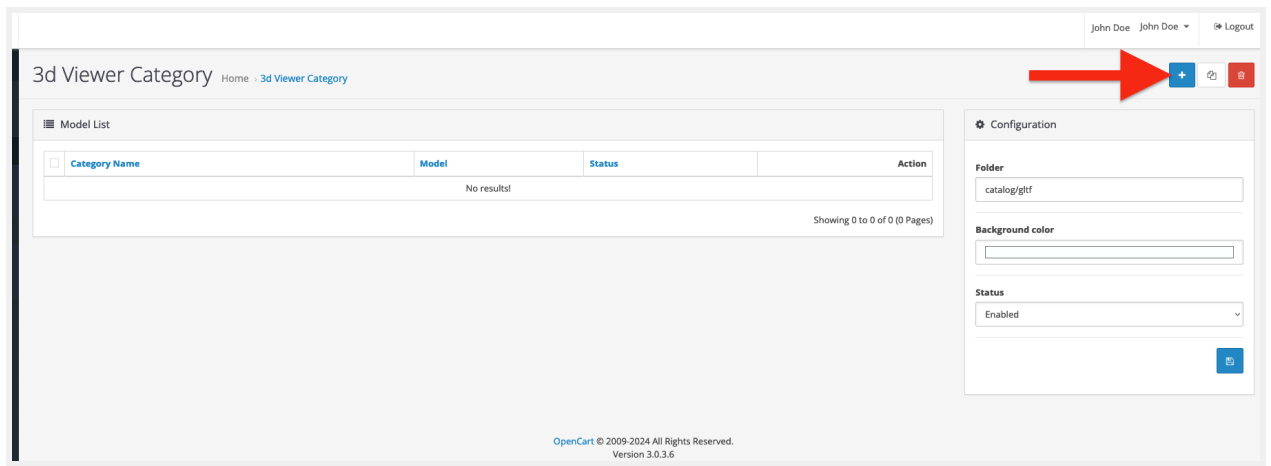 John Doe John Doe Logout
3d Viewer Category Home › 3d Viewer Category
Model List
Category Name Model Status Action
No results!
Showing 0 to 0 of 0 (0 Pages)
Configuration
Folder
catalog/gltf
Background color
Status
Enabled
OpenCart © 2009-2024 All Rights Reserved.
Version 3.0.3.6